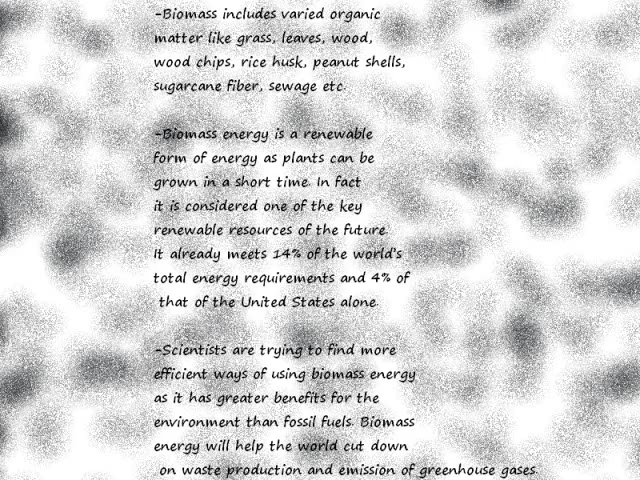 -Biomass includes varied organic
matter like grass, leaves, wood,
wood chips, rice husk, peanut shells,
sugarcane fiber, sewage etc.
-Biomass energy is a renewable
form of energy as plants can be
grown in a short time. In fact
it is considered one of the key
renewable resources of the future.
It already meets 14% of the world's
total energy requirements and 4% of
that of the United States alone.
-Scientists are trying to find more
efficient ways of using biomass energy
as it has greater benefits for the
environment than fossil fuels. Biomass
energy will help the world cut down
on waste production and emission of greenhouse gases.